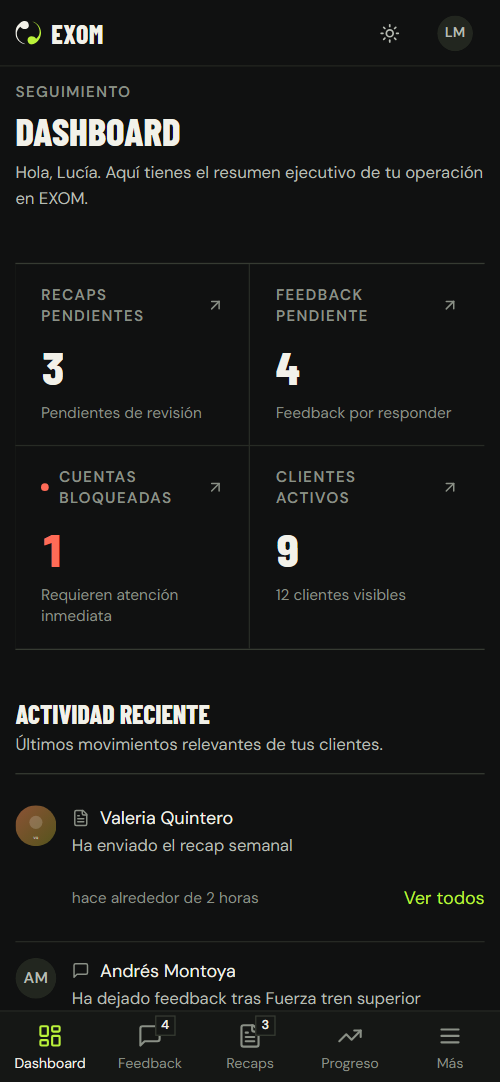 EXOM
LM
SEGUIMIENTO
DASHBOARD
Hola, Lucía. Aquí tienes el resumen ejecutivo de tu operación
en EXOM.
RECAPS
PENDIENTES
3
Pendientes de revisión
FEEDBACK
PENDIENTE
4
Feedback por responder
CUENTAS
BLOQUEADAS
1
Requieren atención
inmediata
CLIENTES
ACTIVOS
9
12 clientes visibles
ACTIVIDAD RECIENTE
Últimos movimientos relevantes de tus clientes.
Valeria Quintero
Ha enviado el recap semanal
hace alrededor de 2 horas
Ver todos
AM
Andrés Montoya
Ha dejado feedback tras Fuerza tren superior
4
3
Dashboard
Feedback
Recaps
Progreso
Más